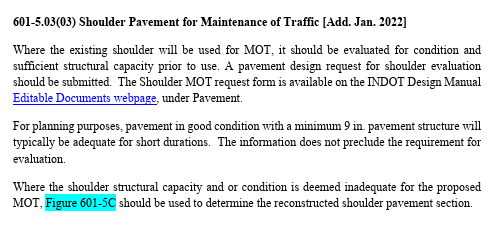 601-5.03(03) Shoulder Pavement for Maintenance of Traffic [Add. Jan. 2022]
Where the existing shoulder will be used for MOT, it should be evaluated for condition and
sufficient structural capacity prior to use. A pavement design request for shoulder evaluation
should be submitted. The Shoulder MOT request form is available on the INDOT Design Manual
Editable Documents webpage, under Pavement.
For planning purposes, pavement in good condition with a minimum 9 in. pavement structure will
typically be adequate for short durations. The information does not preclude the requirement for
evaluation.
Where the shoulder structural capacity and or condition is deemed inadequate for the proposed
MOT, Figure 601-5C should be used to determine the reconstructed shoulder pavement section.